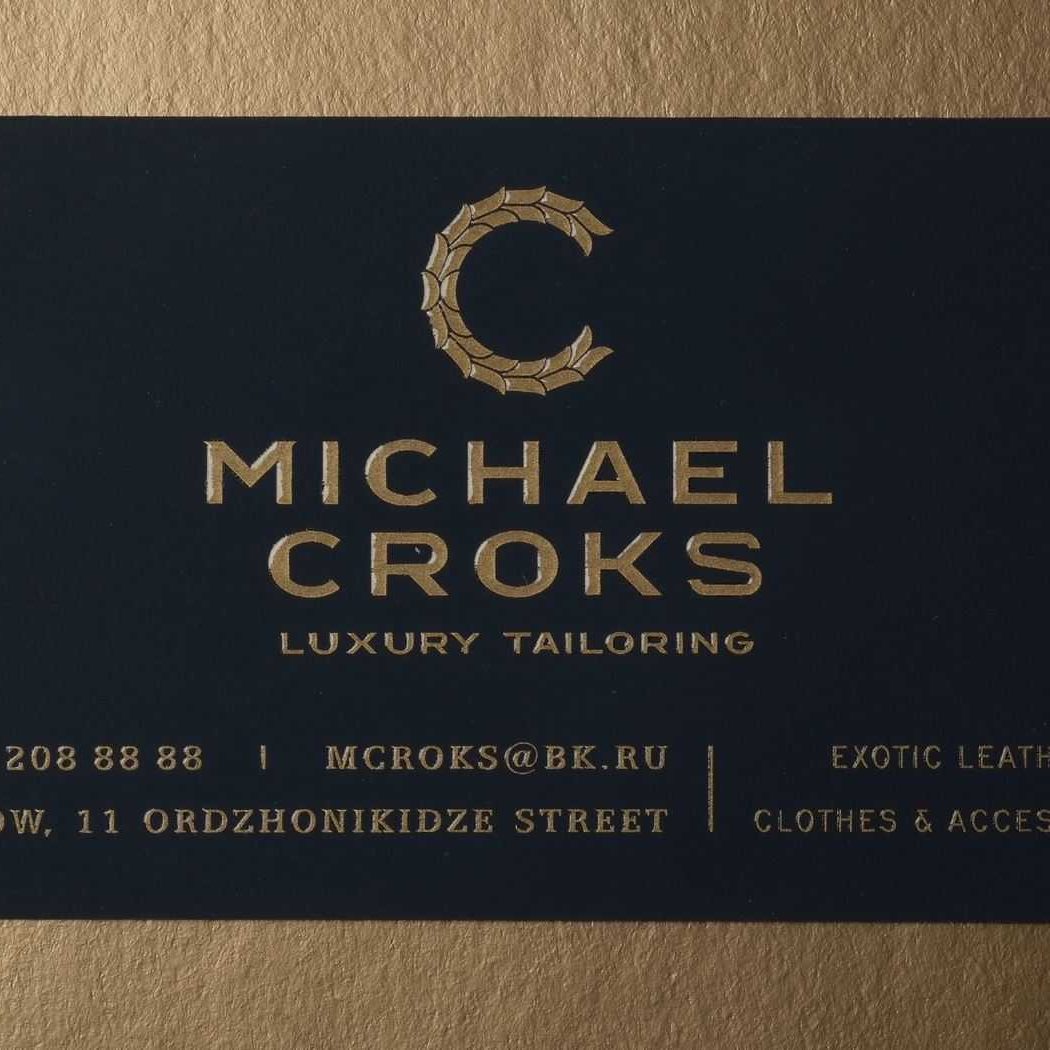 C
MICHAEL
CROKS
LUXURY TAILORING
208 88 88 | MCROKS@BK.RU
11 ORDZHONIKIDZE STREET
EXOTIC
CLOTHES &